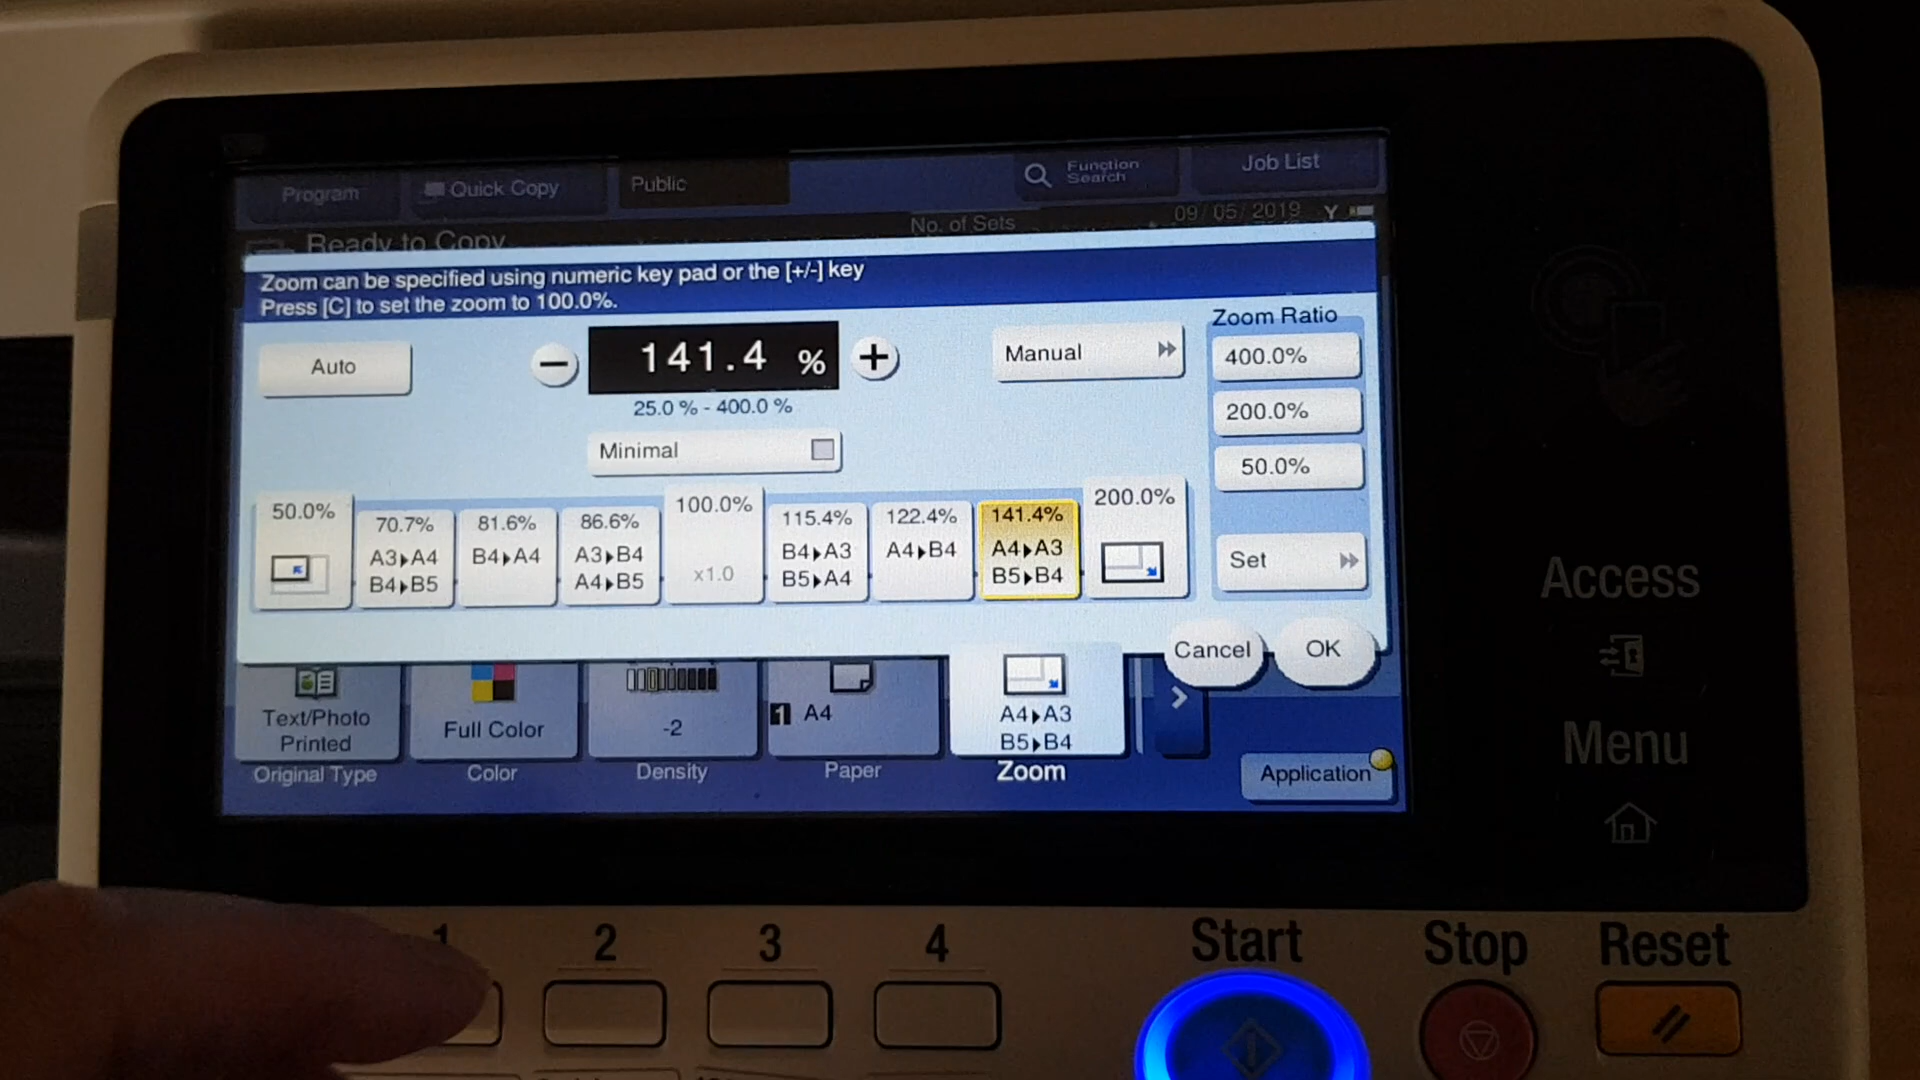 Program
Quick Copy
Public
Function
Search
Job List
Ready to Copy
No. of Sets
09/05/2019
Y
Zoom can be specified using numeric key pad or the [+/-] key
Press [C] to set the zoom to 100.0%.
Auto
−
141.4 %
+
25.0 % - 400.0 %
Minimal
Manual
Zoom Ratio
400.0%
200.0%
50.0%
Set
50.0%
70.7%
A3▸A4
B4▸B5
81.6%
B4▸A4
86.6%
A3▸B4
A4▸B5
100.0%
x1.0
115.4%
B4▸A3
B5▸A4
122.4%
A4▸B4
141.4%
A4▸A3
B5▸B4
200.0%
Cancel
OK
Text/Photo
Printed
Original Type
Full Color
Color
-2
Density
1 A4
Paper
A4▸A3
B5▸B4
Zoom
Application
Access
Menu
1
2
3
4
Start
Stop
Reset